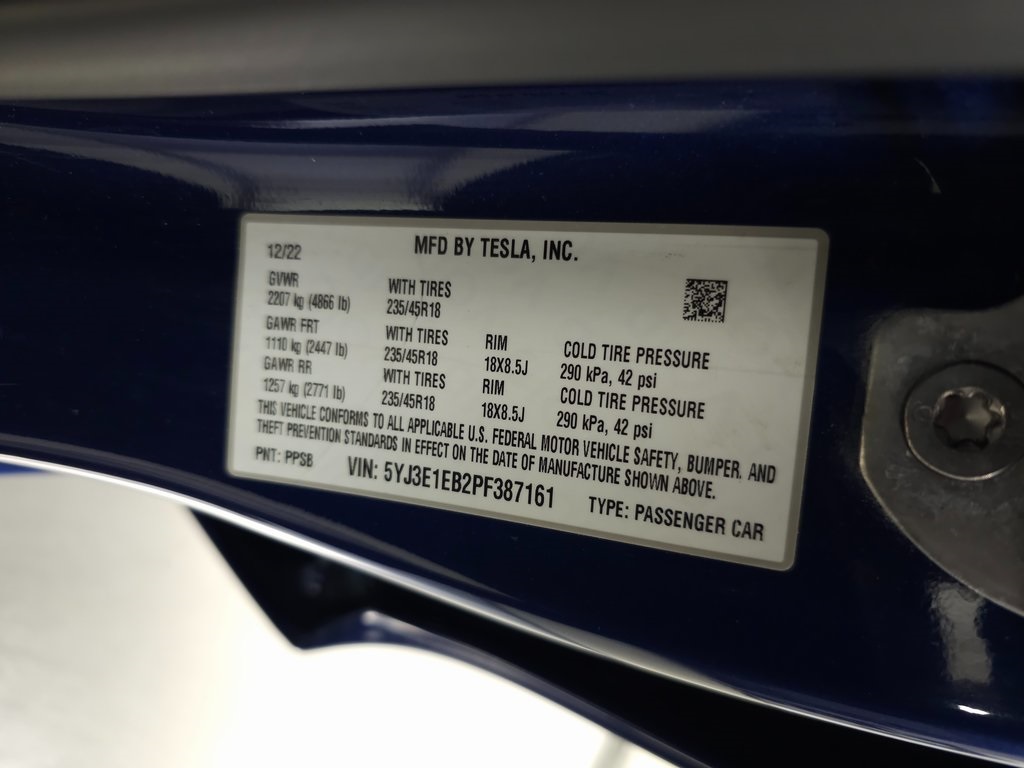 12/22 MFD BY TESLA, INC.
GVWR
2207 kg (4866 lb) WITH TIRES
235/45R18
GAWR FRT
1110 kg (2447 lb) WITH TIRES
235/45R18 RIM
18X8.5J COLD TIRE PRESSURE
290 kPa, 42 psi
GAWR RR
1257 kg (2771 lb) WITH TIRES
235/45R18 RIM
18X8.5J COLD TIRE PRESSURE
290 kPa, 42 psi
THIS VEHICLE CONFORMS TO ALL APPLICABLE U.S. FEDERAL MOTOR VEHICLE SAFETY, BUMPER. AND
THEFT PREVENTION STANDARDS IN EFFECT ON THE DATE OF MANUFACTURE SHOWN ABOVE.
PNT: PPSB VIN: 5YJ3E1EB2PF387161 TYPE: PASSENGER CAR